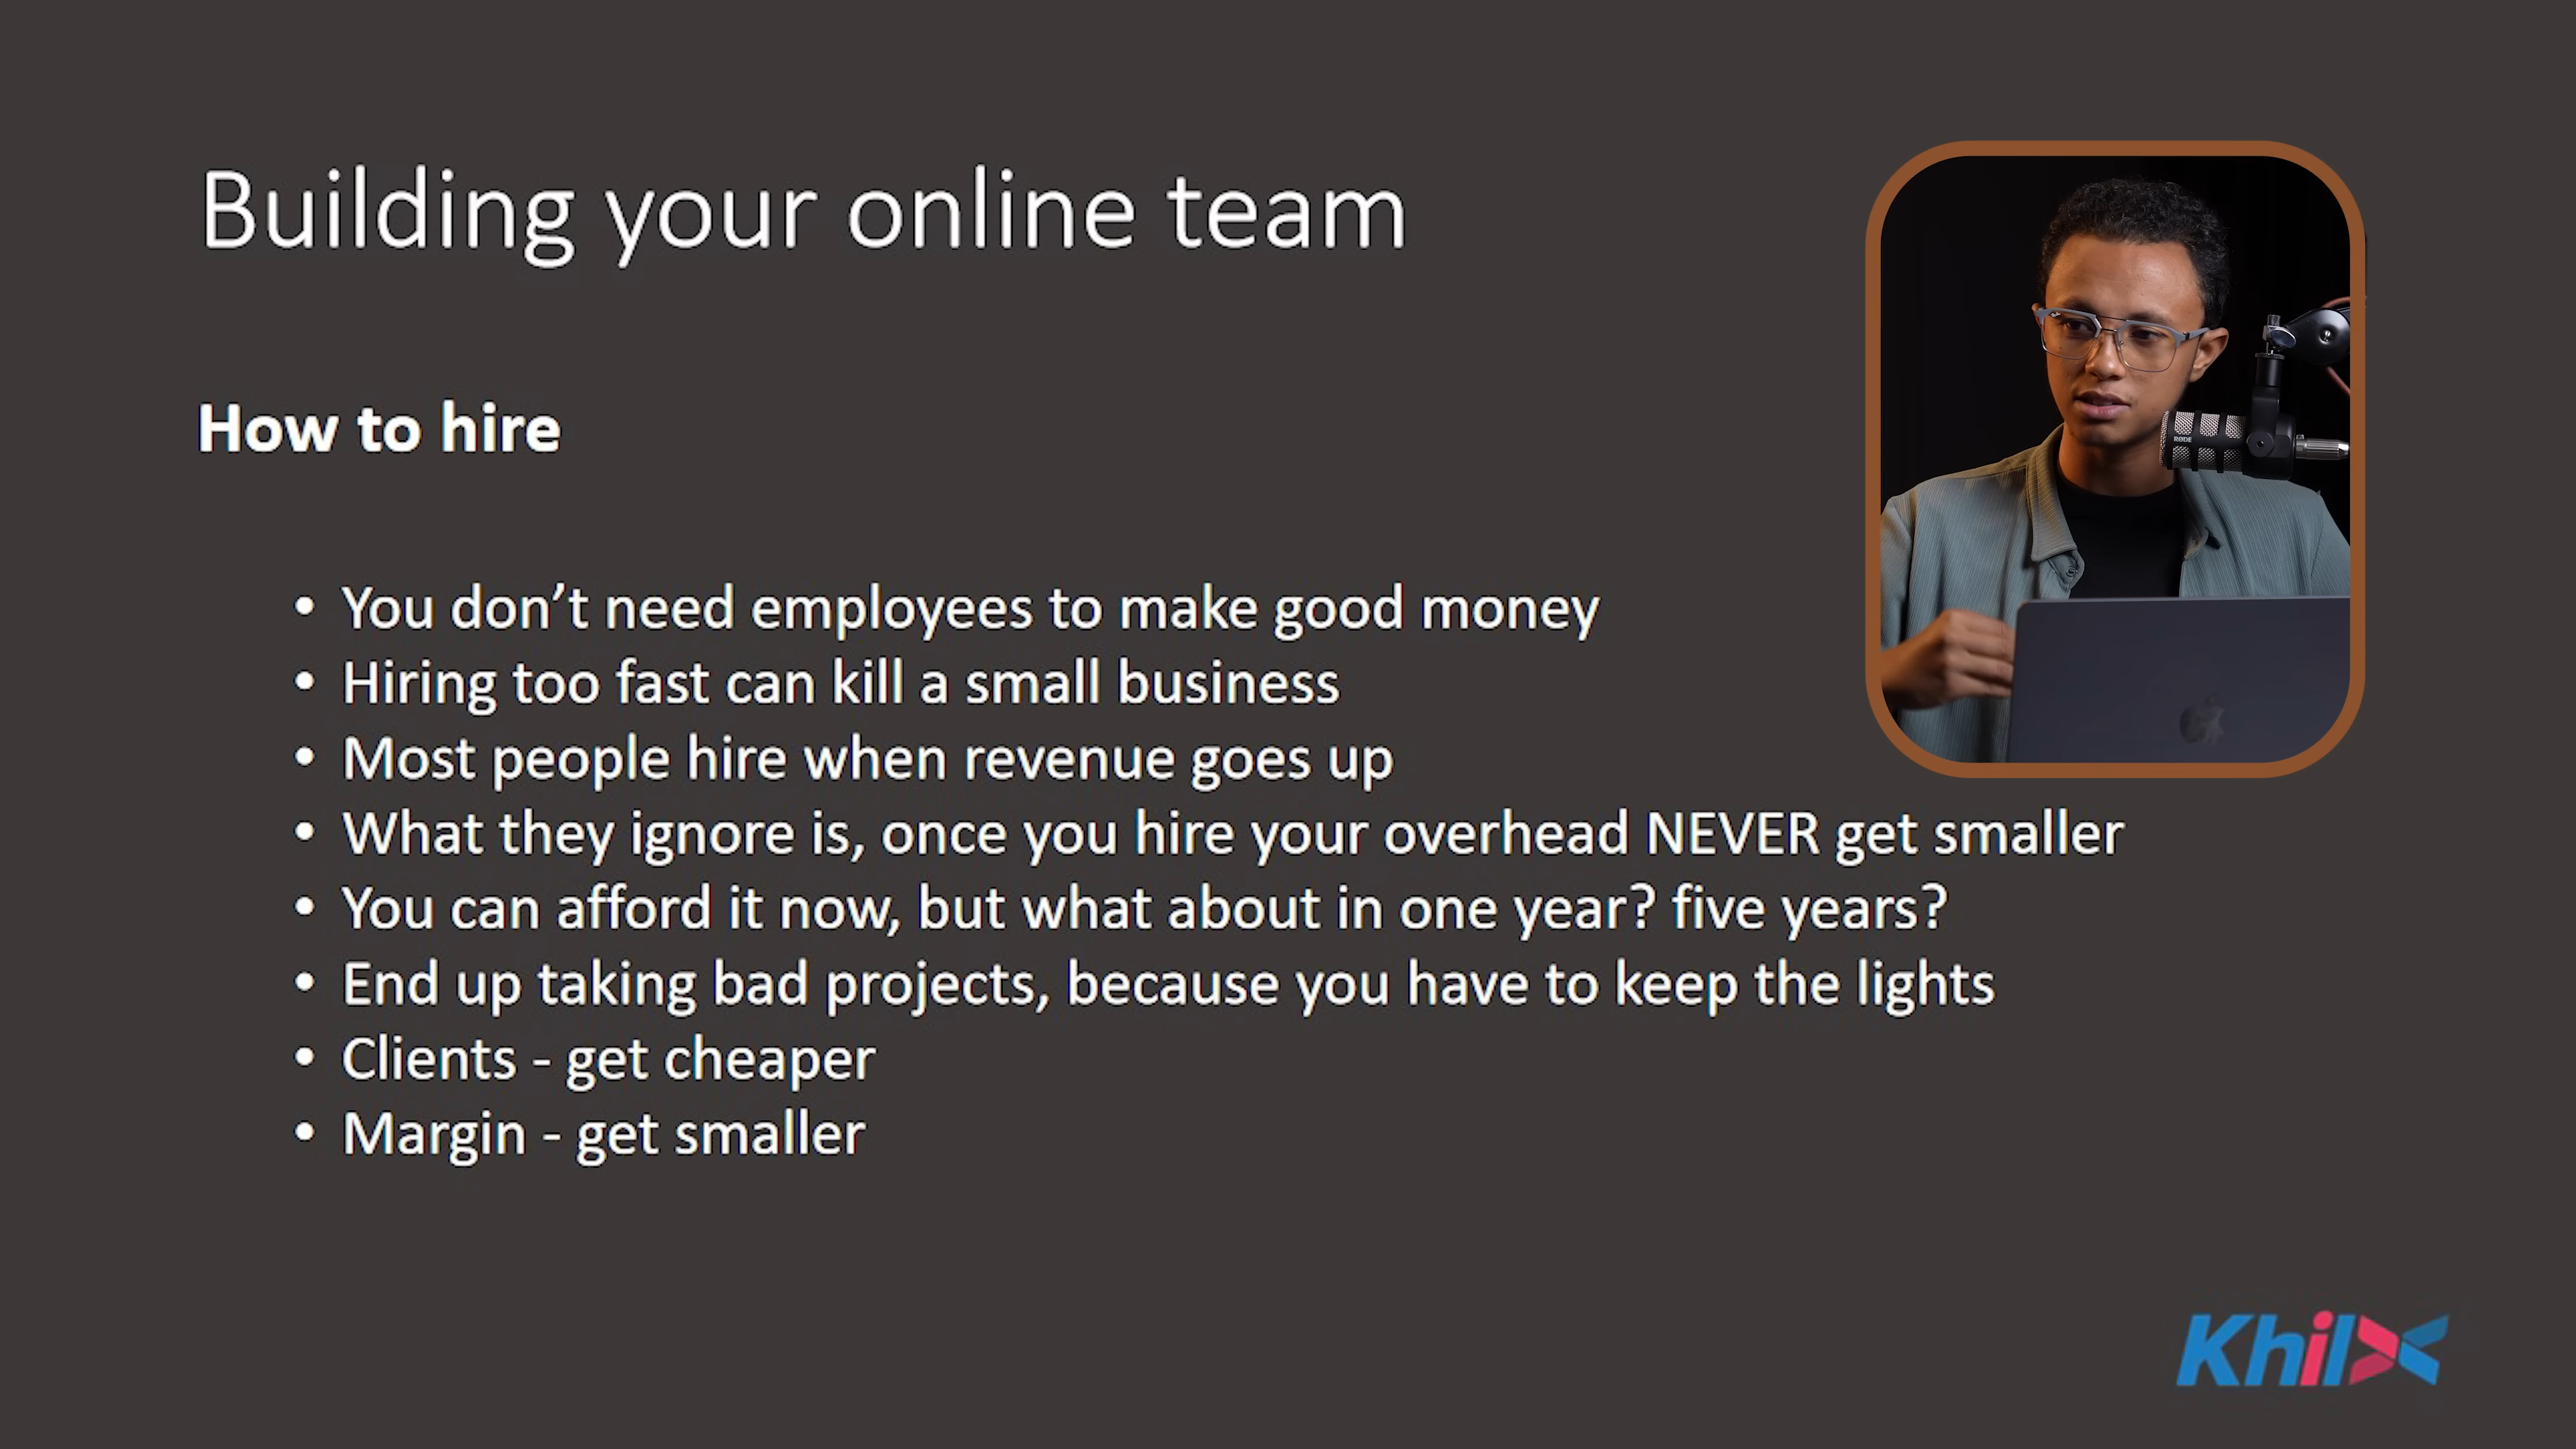 Building your online team
How to hire
• You don’t need employees to make good money
• Hiring too fast can kill a small business
• Most people hire when revenue goes up
• What they ignore is, once you hire your overhead NEVER get smaller
• You can afford it now, but what about in one year? five years?
• End up taking bad projects, because you have to keep the lights
• Clients - get cheaper
• Margin - get smaller
RØDE
KhilX